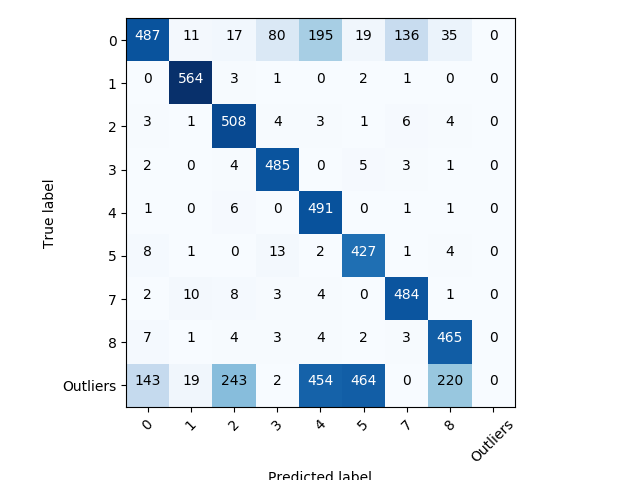 0 487 11 17 80 195 19 136 35 0
1 0 564 3 1 0 2 1 0 0
2 3 1 508 4 3 1 6 4 0
3 2 0 4 485 0 5 3 1 0
4 1 0 6 0 491 0 1 1 0
5 8 1 0 13 2 427 1 4 0
7 2 10 8 3 4 0 484 1 0
8 7 1 4 3 4 2 3 465 0
Outliers 143 19 243 2 454 464 0 220 0
0 1 2 3 4 5 7 8 Outliers
True label
Predicted label